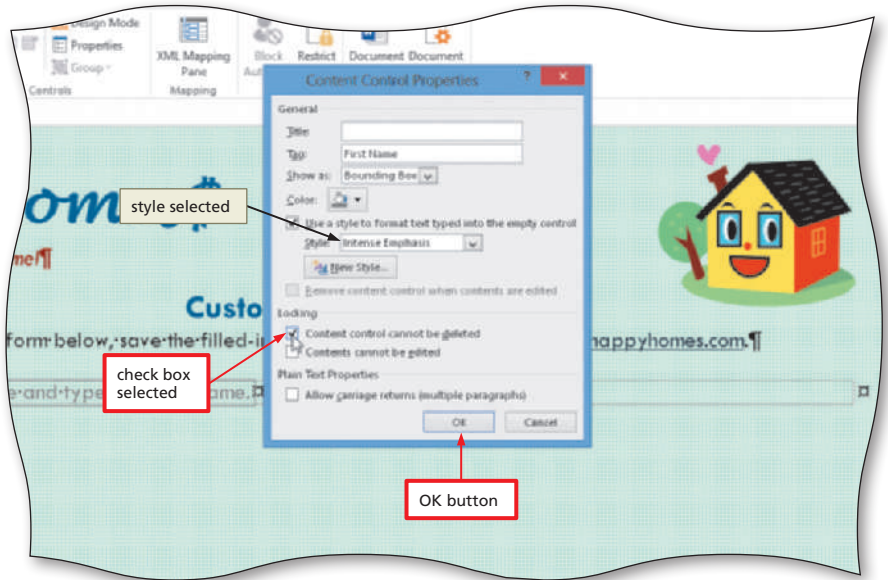 Design Mode
Properties
Group
Controls
XML Mapping
Pane
Mapping
Block
Aut
Restrict
Document Document
Content Control Properties
?
General
Title:
Tag: First Name
Show as: Bounding Box
Color:
Use a style to format text typed into the empty control
Style: Intense Emphasis
New Style...
Remove content control when contents are edited
Locking
Content control cannot be deleted
Contents cannot be edited
Plain Text Properties
Allow carriage returns (multiple paragraphs)
OK
Cancel
style selected
check box
selected
OK button
ome
¶
me!¶
Custo
form·below,·save·the·filled-i
happyhomes.com.¶
e·and·type
ame.¤
¤